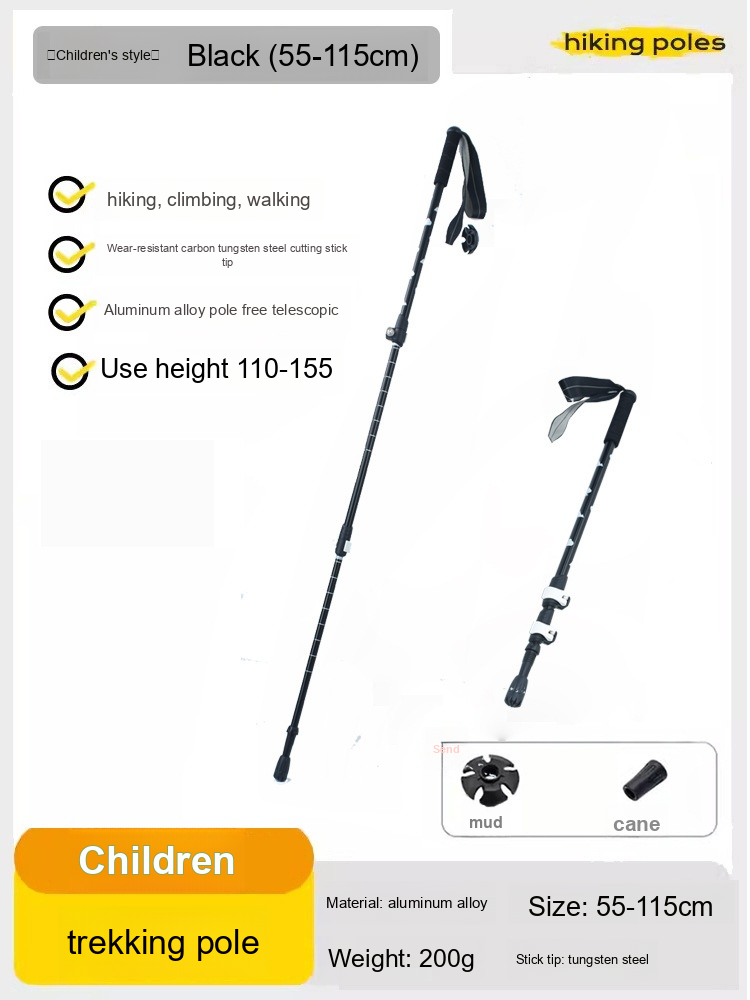 □Children's style□ Black (55-115cm)
hiking poles
hiking, climbing, walking
Wear-resistant carbon tungsten steel cutting stick
tip
Aluminum alloy pole free telescopic
Use height 110-155
Send
mud
cane
Children
trekking pole
Material: aluminum alloy
Size: 55-115cm
Weight: 200g
Stick tip: tungsten steel